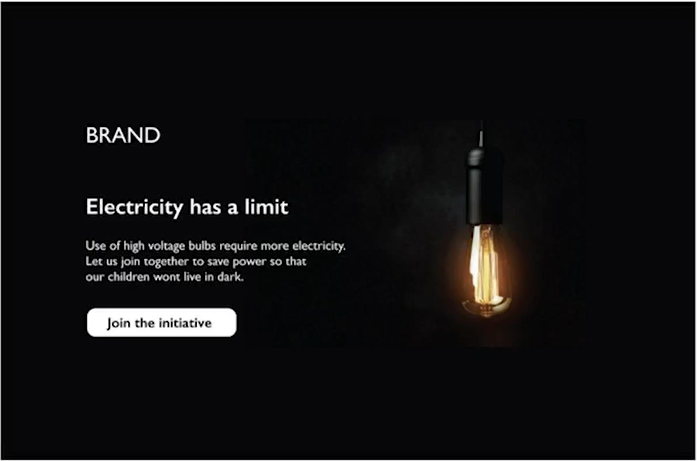 BRAND
Electricity has a limit
Use of high voltage bulbs require more electricity.
Let us join together to save power so that
our children wont live in dark.
Join the initiative